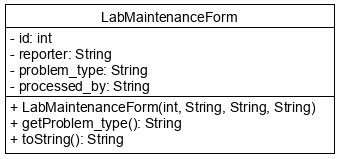 LabMaintenanceForm
- id: int
- reporter: String
- problem_type: String
- processed_by: String
+ LabMaintenanceForm(int, String, String, String)
+ getProblem_type(): String
+ toString(): String